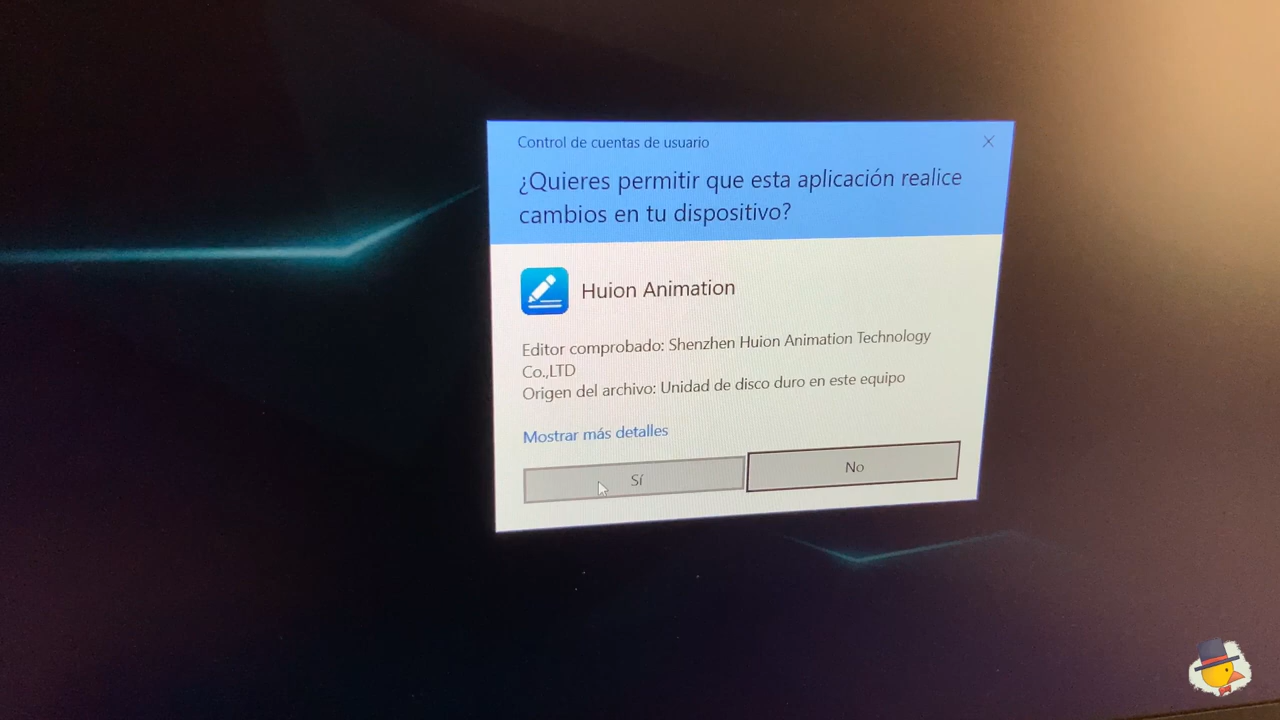 Control de cuentas de usuario
¿Quieres permitir que esta aplicación realice
cambios en tu dispositivo?
Huion Animation
Editor comprobado: Shenzhen Huion Animation Technology
Co.,LTD
Origen del archivo: Unidad de disco duro en este equipo
Mostrar más detalles
Sí
No